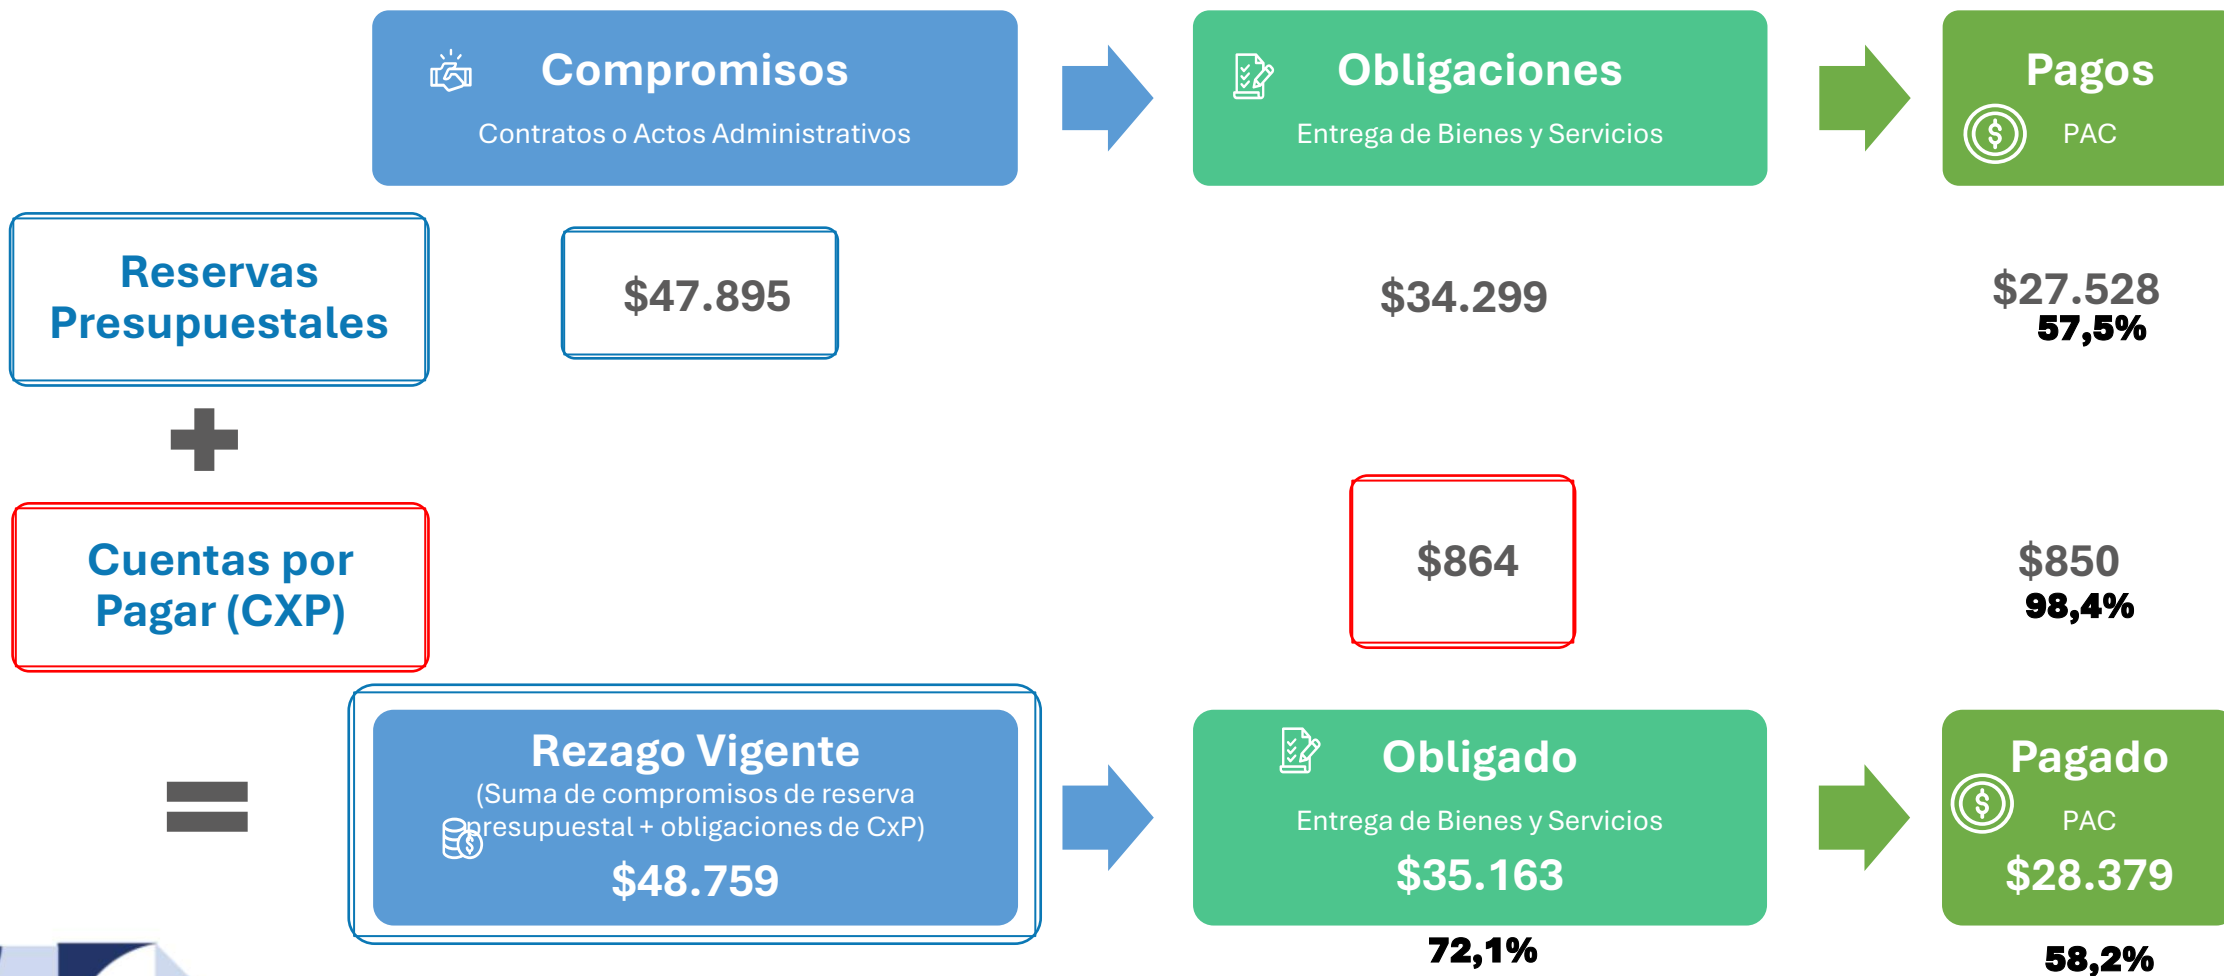 Compromisos
Contratos o Actos Administrativos
Obligaciones
Entrega de Bienes y Servicios
Pagos
PAC
Reservas
Presupuestales
$47.895
$34.299
$27.528
57,5%
Cuentas por
Pagar (CXP)
$864
$850
98,4%
Rezago Vigente
(Suma de compromisos de reserva
presupuestal + obligaciones de CxP)
$48.759
Obligado
Entrega de Bienes y Servicios
$35.163
72,1%
Pagado
PAC
$28.379
58,2%